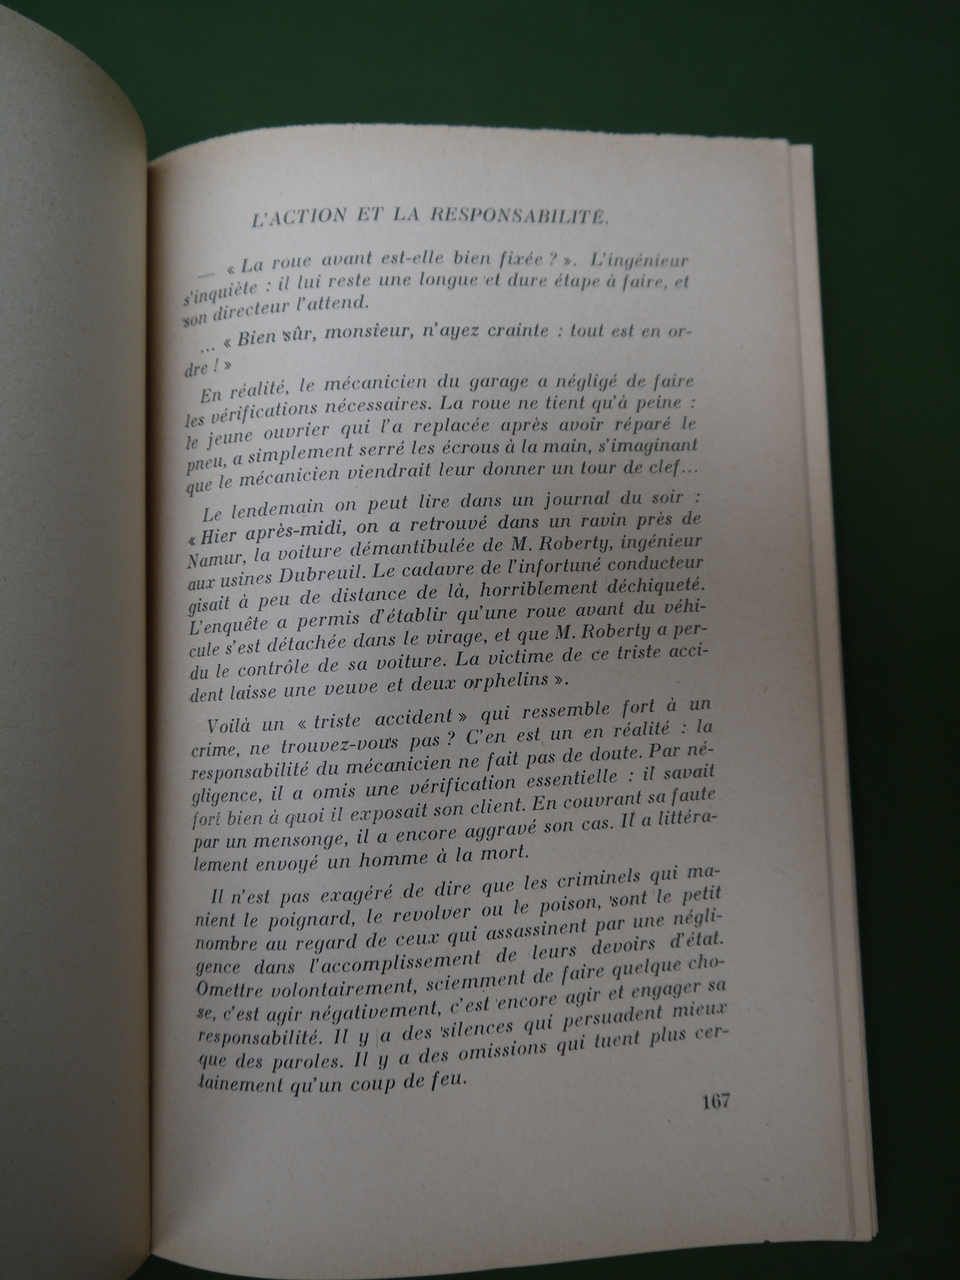 L'ACTION ET LA RESPONSABILITÉ.
— « La roue avant est-elle bien fixée ? ». L'ingénieur
s'inquiète : il lui reste une longue et dure étape à faire, et
son directeur l'attend.
... « Bien sûr, monsieur, n'ayez crainte : tout est en or-
dre ! »
En réalité, le mécanicien du garage a négligé de faire
les vérifications nécessaires. La roue ne tient qu'à peine :
le jeune ouvrier qui l'a replacée après avoir réparé le
pneu, a simplement serré les écrous à la main, s'imaginant
que le mécanicien viendrait leur donner un tour de clef...
Le lendemain on peut lire dans un journal du soir :
« Hier après-midi, on a retrouvé dans un ravin près de
Namur, la voiture démantibulée de M. Roberty, ingénieur
aux usines Dubreuil. Le cadavre de l'infortuné conducteur
gisait à peu de distance de là, horriblement déchiqueté.
L'enquête a permis d'établir qu'une roue avant du véhi-
cule s'est détachée dans le virage, et que M. Roberty a per-
du le contrôle de sa voiture. La victime de ce triste acci-
dent laisse une veuve et deux orphelins ».
Voilà un « triste accident » qui ressemble fort à un
crime, ne trouvez-vous pas ? C'en est un en réalité : la
responsabilité du mécanicien ne fait pas de doute. Par né-
gligence, il a omis une vérification essentielle : il savait
fort bien à quoi il exposait son client. En couvrant sa faute
par un mensonge, il a encore aggravé son cas. Il a littéra-
lement envoyé un homme à la mort.
Il n'est pas exagéré de dire que les criminels qui ma-
nient le poignard, le revolver ou le poison, sont le petit
nombre au regard de ceux qui assassinent par une négli-
gence dans l'accomplissement de leurs devoirs d'état.
Omettre volontairement, sciemment de faire quelque cho-
se, c'est agir négativement, c'est encore agir et engager sa
responsabilité. Il y a des silences qui persuadent mieux
que des paroles. Il y a des omissions qui tuent plus cer-
tainement qu'un coup de feu.
167